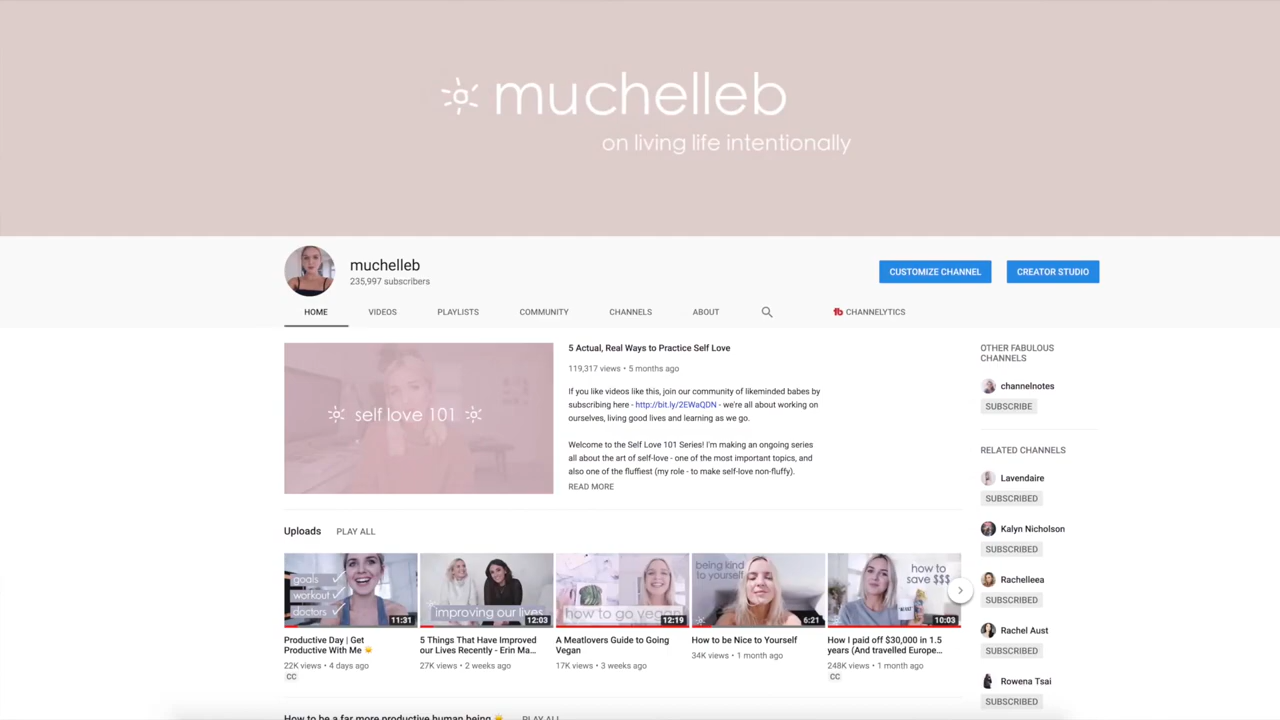 muchelleb
on living life intentionally
muchelleb
235,997 subscribers
CUSTOMIZE CHANNEL
CREATOR STUDIO
HOME
VIDEOS
PLAYLISTS
COMMUNITY
CHANNELS
ABOUT
CHANNELYTICS
self love 101
5 Actual, Real Ways to Practice Self Love
119,317 views • 5 months ago
If you like videos like this, join our community of likeminded babes by
subscribing here - http://bit.ly/2EWaQDN - we're all about working on
ourselves, living good lives and learning as we go.
Welcome to the Self Love 101 Series! I'm making an ongoing series
all about the art of self-love - one of the most important topics, and
also one of the fluffiest (my role - to make self-love non-fluffy).
READ MORE
OTHER FABULOUS
CHANNELS
channelnotes
SUBSCRIBE
RELATED CHANNELS
Lavendaire
SUBSCRIBED
Kalyn Nicholson
SUBSCRIBED
Rachelleea
SUBSCRIBED
Rachel Aust
SUBSCRIBED
Rowena Tsai
SUBSCRIBED
Uploads
PLAY ALL
goals
workout
doctors
11:31
Productive Day | Get
Productive With Me
22K views • 4 days ago
CC
improving our lives
12:03
5 Things That Have Improved
our Lives Recently - Erin Ma...
27K views • 2 weeks ago
how to go vegan
12:19
A Meatlovers Guide to Going
Vegan
17K views • 3 weeks ago
being kind
to yourself
6:21
How to be Nice to Yourself
34K views • 1 month ago
how to
save $$$
10:03
How I paid off $30,000 in 1.5
years (And travelled Europe...
248K views • 1 month ago
CC
How to be a far more productive human being
PLAY ALL